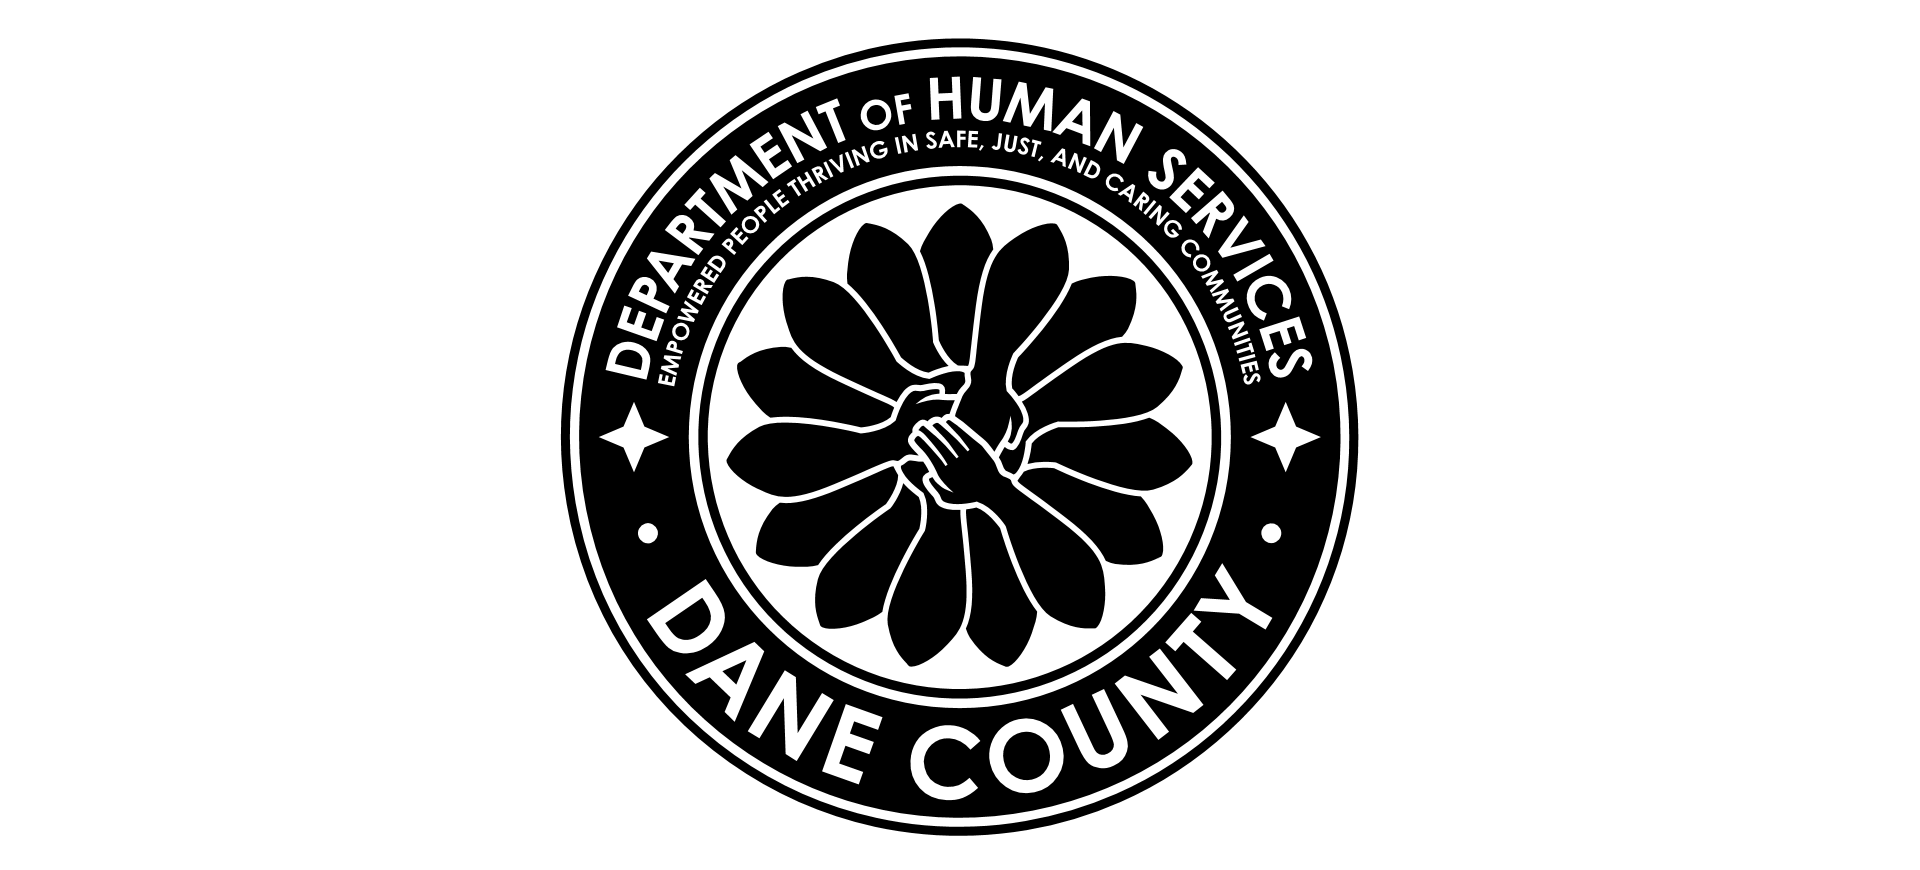 DEPARTMENT OF HUMAN SERVICES
EMPOWERED PEOPLE THRIVING IN SAFE, JUST, AND CARING COMMUNITIES
DANE COUNTY